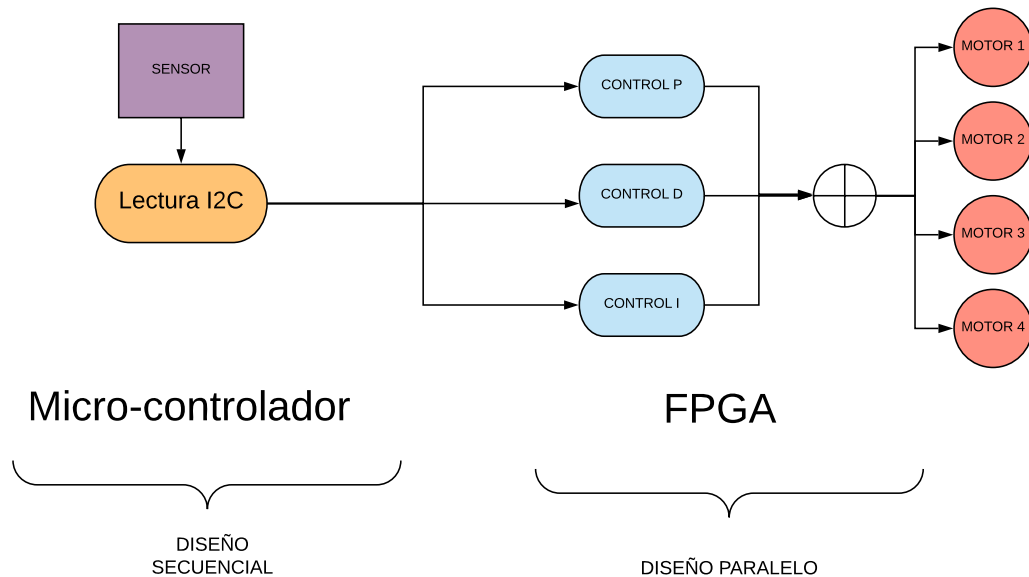 SENSOR
Lectura I2C
CONTROL P
CONTROL D
CONTROL I
MOTOR 1
MOTOR 2
MOTOR 3
MOTOR 4
Micro-controlador
FPGA
DISEÑO
SECUENCIAL
DISEÑO PARALELO